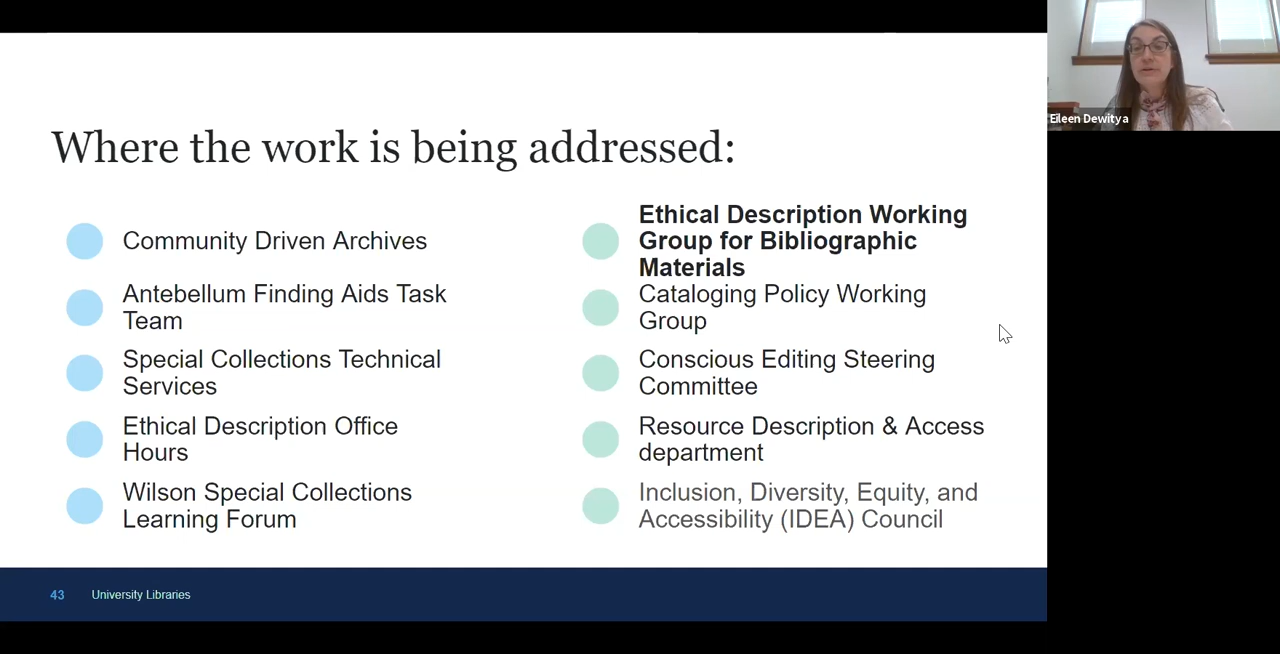 Where the work is being addressed:
Community Driven Archives
Antebellum Finding Aids Task
Team
Special Collections Technical
Services
Ethical Description Office
Hours
Wilson Special Collections
Learning Forum
Ethical Description Working
Group for Bibliographic
Materials
Cataloging Policy Working
Group
Conscious Editing Steering
Committee
Resource Description & Access
department
Inclusion, Diversity, Equity, and
Accessibility (IDEA) Council
43 University Libraries
Eileen Dewitya